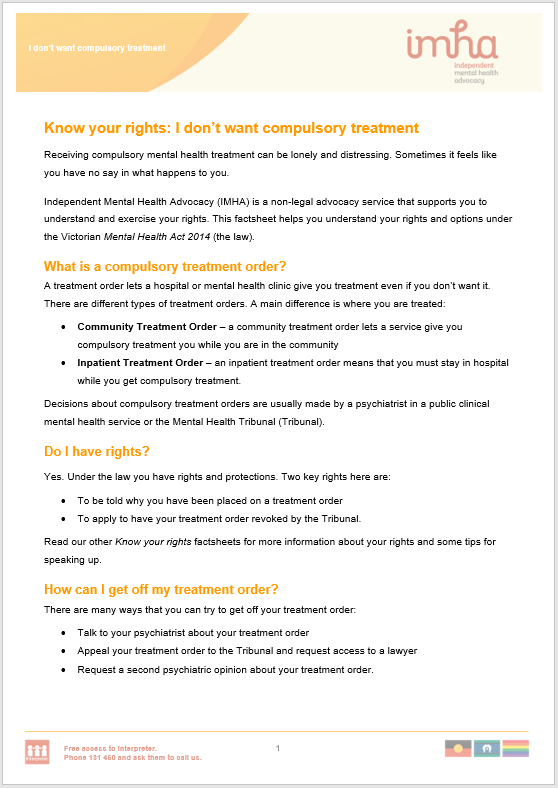 I don't want compulsory treatment
imha
independent
mental health
advocacy
Know your rights: I don't want compulsory treatment
Receiving compulsory mental health treatment can be lonely and distressing. Sometimes it feels like
you have no say in what happens to you.
Independent Mental Health Advocacy (IMHA) is a non-legal advocacy service that supports you to
understand and exercise your rights. This factsheet helps you understand your rights and options under
the Victorian Mental Health Act 2014 (the law).
What is a compulsory treatment order?
A treatment order lets a hospital or mental health clinic give you treatment even if you don't want it.
There are different types of treatment orders. A main difference is where you are treated:
• Community Treatment Order – a community treatment order lets a service give you
compulsory treatment you while you are in the community
• Inpatient Treatment Order – an inpatient treatment order means that you must stay in hospital
while you get compulsory treatment.
Decisions about compulsory treatment orders are usually made by a psychiatrist in a public clinical
mental health service or the Mental Health Tribunal (Tribunal).
Do I have rights?
Yes. Under the law you have rights and protections. Two key rights here are:
• To be told why you have been placed on a treatment order
• To apply to have your treatment order revoked by the Tribunal.
Read our other Know your rights factsheets for more information about your rights and some tips for
speaking up.
How can I get off my treatment order?
There are many ways that you can try to get off your treatment order:
• Talk to your psychiatrist about your treatment order
• Appeal your treatment order to the Tribunal and request access to a lawyer
• Request a second psychiatric opinion about your treatment order.
Interpreter
Free access to interpreter.
Phone 131 450 and ask them to call us.
1